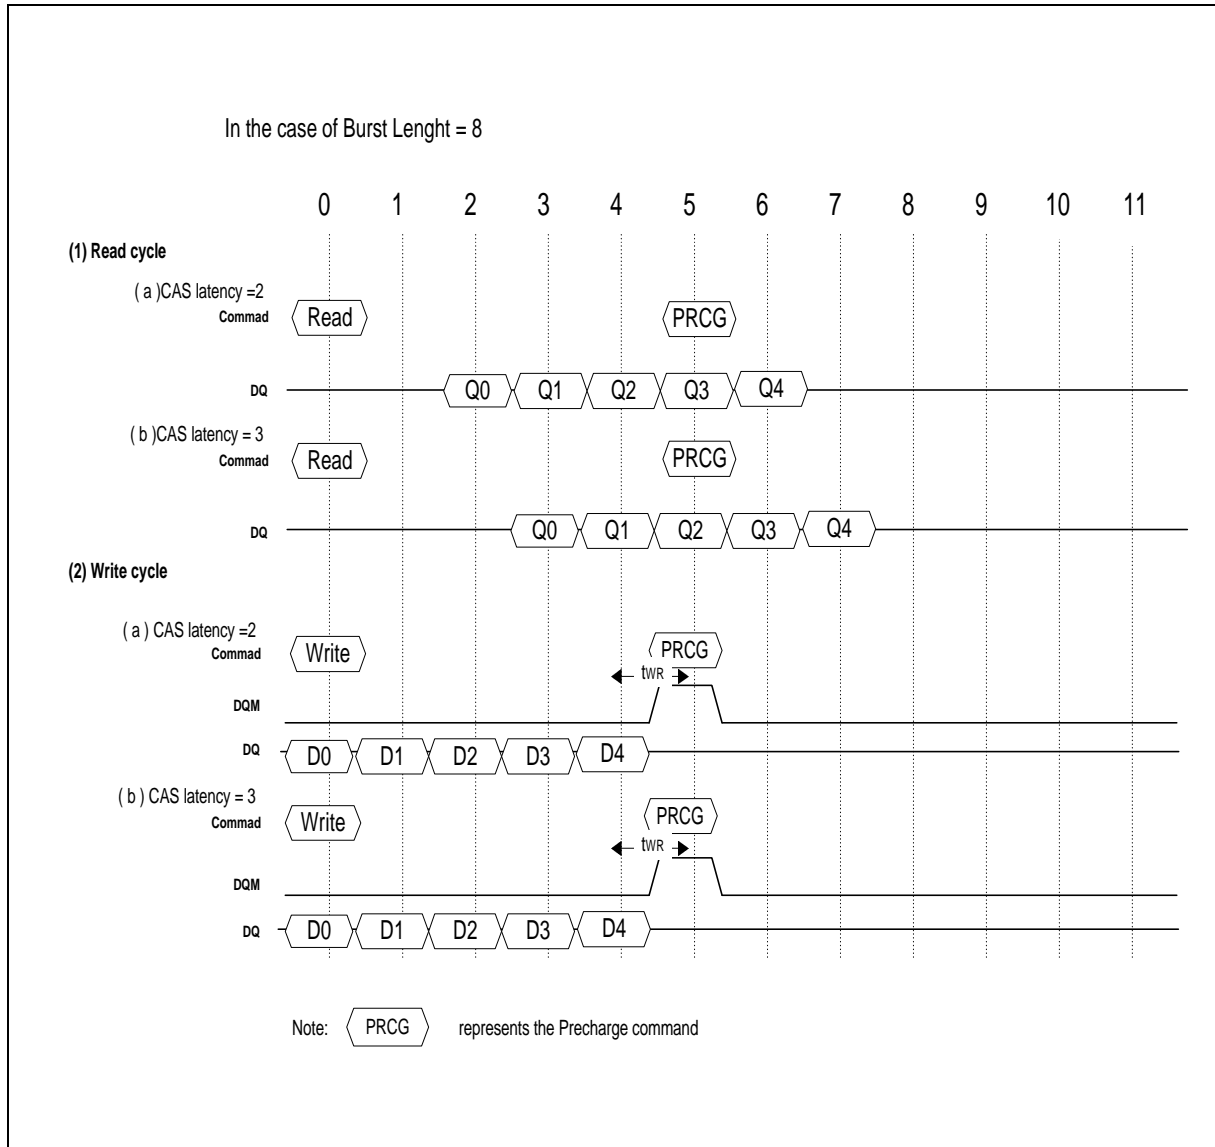 In the case of Burst Lenght = 8
0 1 2 3 4 5 6 7 8 9 10 11
(1) Read cycle
( a )CAS latency =2
Commad Read PRCG
DQ Q0 Q1 Q2 Q3 Q4
( b )CAS latency = 3
Commad Read PRCG
DQ Q0 Q1 Q2 Q3 Q4
(2) Write cycle
( a ) CAS latency =2
Commad Write PRCG
tWR
DQM
DQ D0 D1 D2 D3 D4
( b ) CAS latency = 3
Commad Write PRCG
tWR
DQM
DQ D0 D1 D2 D3 D4
Note: PRCG represents the Precharge command